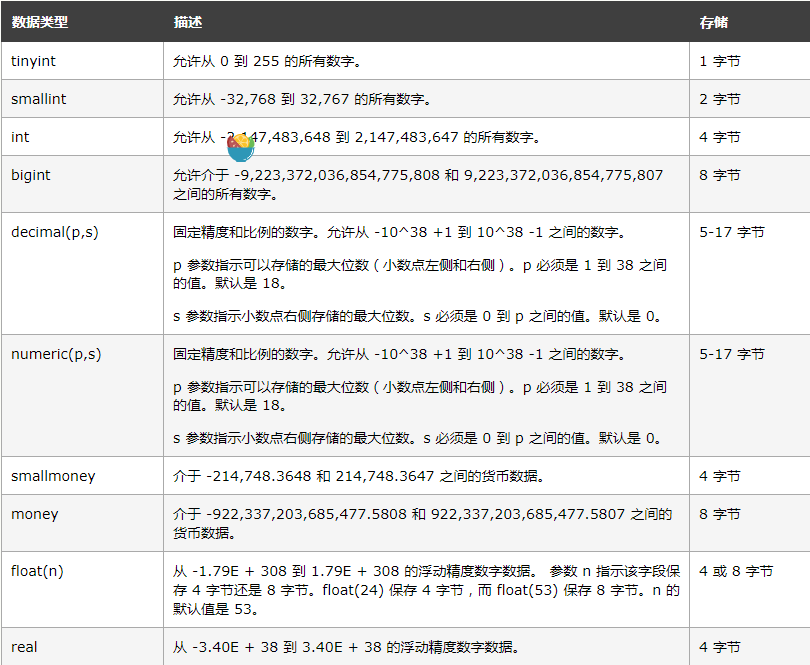 数据类型 描述 存储
tinyint 允许从 0 到 255 的所有数字。 1 字节
smallint 允许从 -32,768 到 32,767 的所有数字。 2 字节
int 允许从 -2,147,483,648 到 2,147,483,647 的所有数字。 4 字节
bigint 允许介于 -9,223,372,036,854,775,808 和 9,223,372,036,854,775,807 8 字节
之间的所有数字。
decimal(p,s) 固定精度和比例的数字。允许从 -10^38 +1 到 10^38 -1 之间的数字。 5-17 字节
p 参数指示可以存储的最大位数（小数点左侧和右侧）。p 必须是 1 到 38 之间
的值。默认是 18。
s 参数指示小数点右侧存储的最大位数。s 必须是 0 到 p 之间的值。默认是 0。
numeric(p,s) 固定精度和比例的数字。允许从 -10^38 +1 到 10^38 -1 之间的数字。 5-17 字节
p 参数指示可以存储的最大位数（小数点左侧和右侧）。p 必须是 1 到 38 之间
的值。默认是 18。
s 参数指示小数点右侧存储的最大位数。s 必须是 0 到 p 之间的值。默认是 0。
smallmoney 介于 -214,748.3648 和 214,748.3647 之间的货币数据。 4 字节
money 介于 -922,337,203,685,477.5808 和 922,337,203,685,477.5807 之间的 8 字节
货币数据。
float(n) 从 -1.79E + 308 到 1.79E + 308 的浮动精度数字数据。 参数 n 指示该字段保 4 或 8 字节
存 4 字节还是 8 字节。float(24) 保存 4 字节，而 float(53) 保存 8 字节。n 的
默认值是 53。
real 从 -3.40E + 38 到 3.40E + 38 的浮动精度数字数据。 4 字节